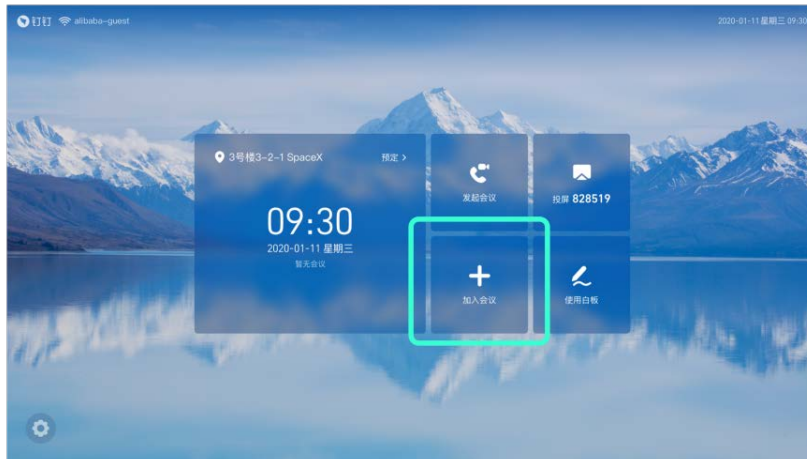 钉钉 alibaba-guest
2020-01-11 星期三 09:30
3号楼3-2-1 SpaceX
预定 >
09:30
2020-01-11 星期三
暂无会议
发起会议
投屏 828519
加入会议
使用白板